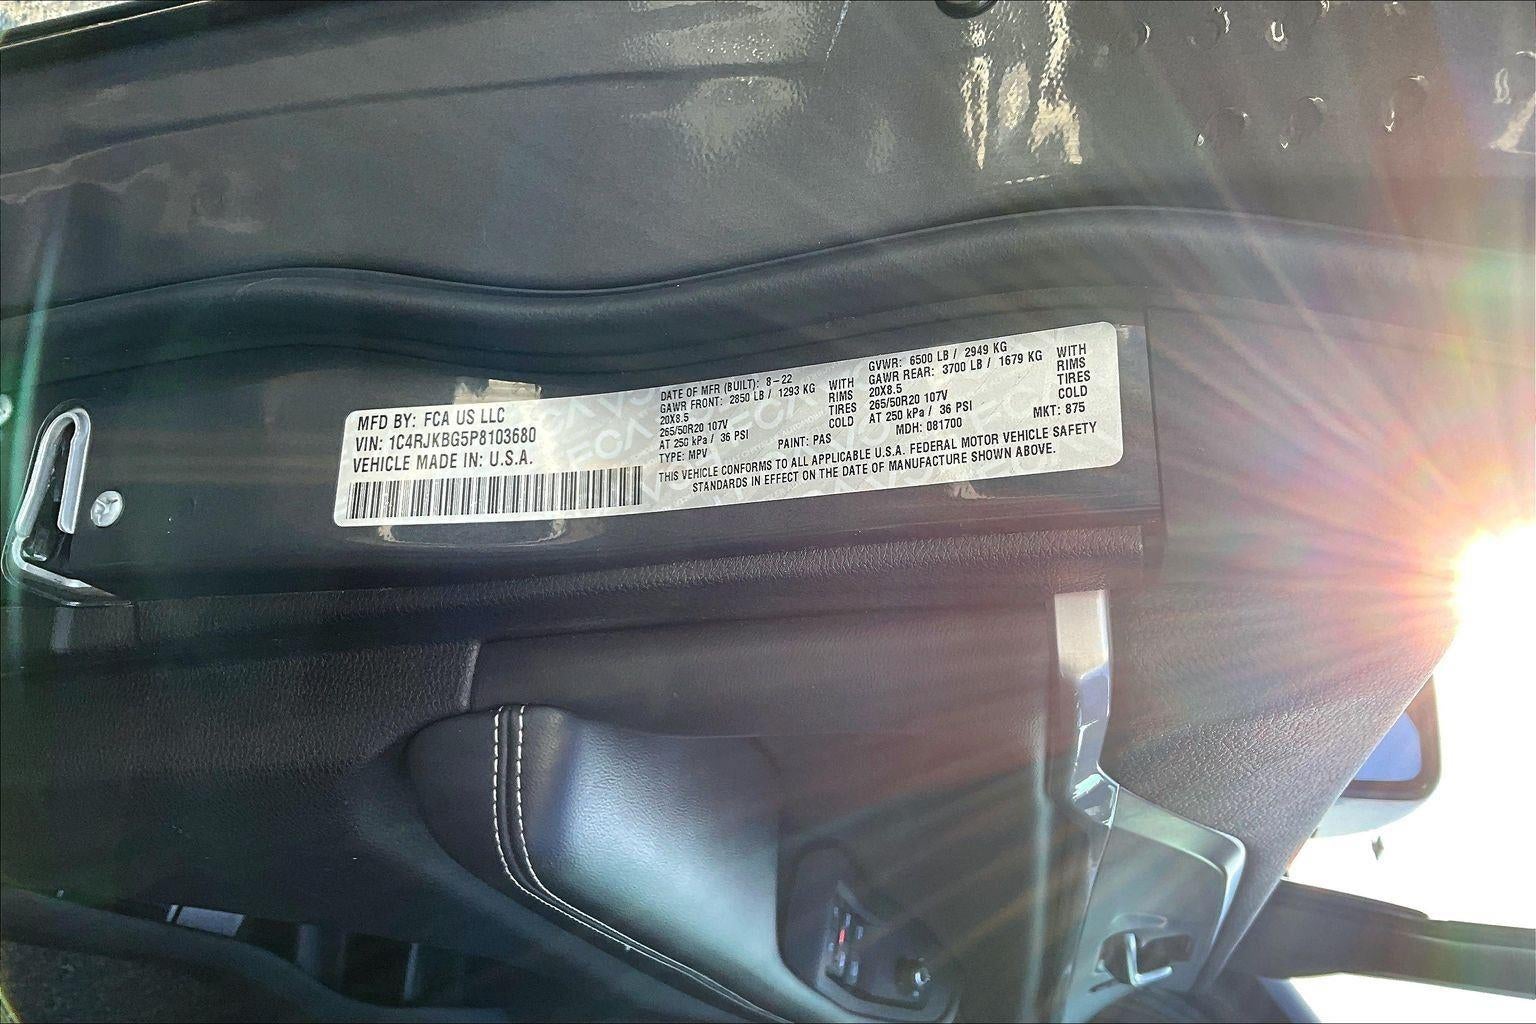 MFD BY: FCA US LLC
VIN: 1C4RJKBG5P8103680
VEHICLE MADE IN: U.S.A.
DATE OF MFR (BUILT): 8-22
GAWR FRONT: 2850 LB / 1293 KG WITH
20X8.5 RIMS
265/50R20 107V TIRES
AT 250 kPa / 36 PSI COLD
TYPE: MPV
PAINT: PAS
GVWR: 6500 LB / 2949 KG
GAWR REAR: 3700 LB / 1679 KG WITH
20X8.5 RIMS
265/50R20 107V TIRES
AT 250 kPa / 36 PSI COLD
MDH: 081700 MKT: 875
THIS VEHICLE CONFORMS TO ALL APPLICABLE U.S.A. FEDERAL MOTOR VEHICLE SAFETY
STANDARDS IN EFFECT ON THE DATE OF MANUFACTURE SHOWN ABOVE.